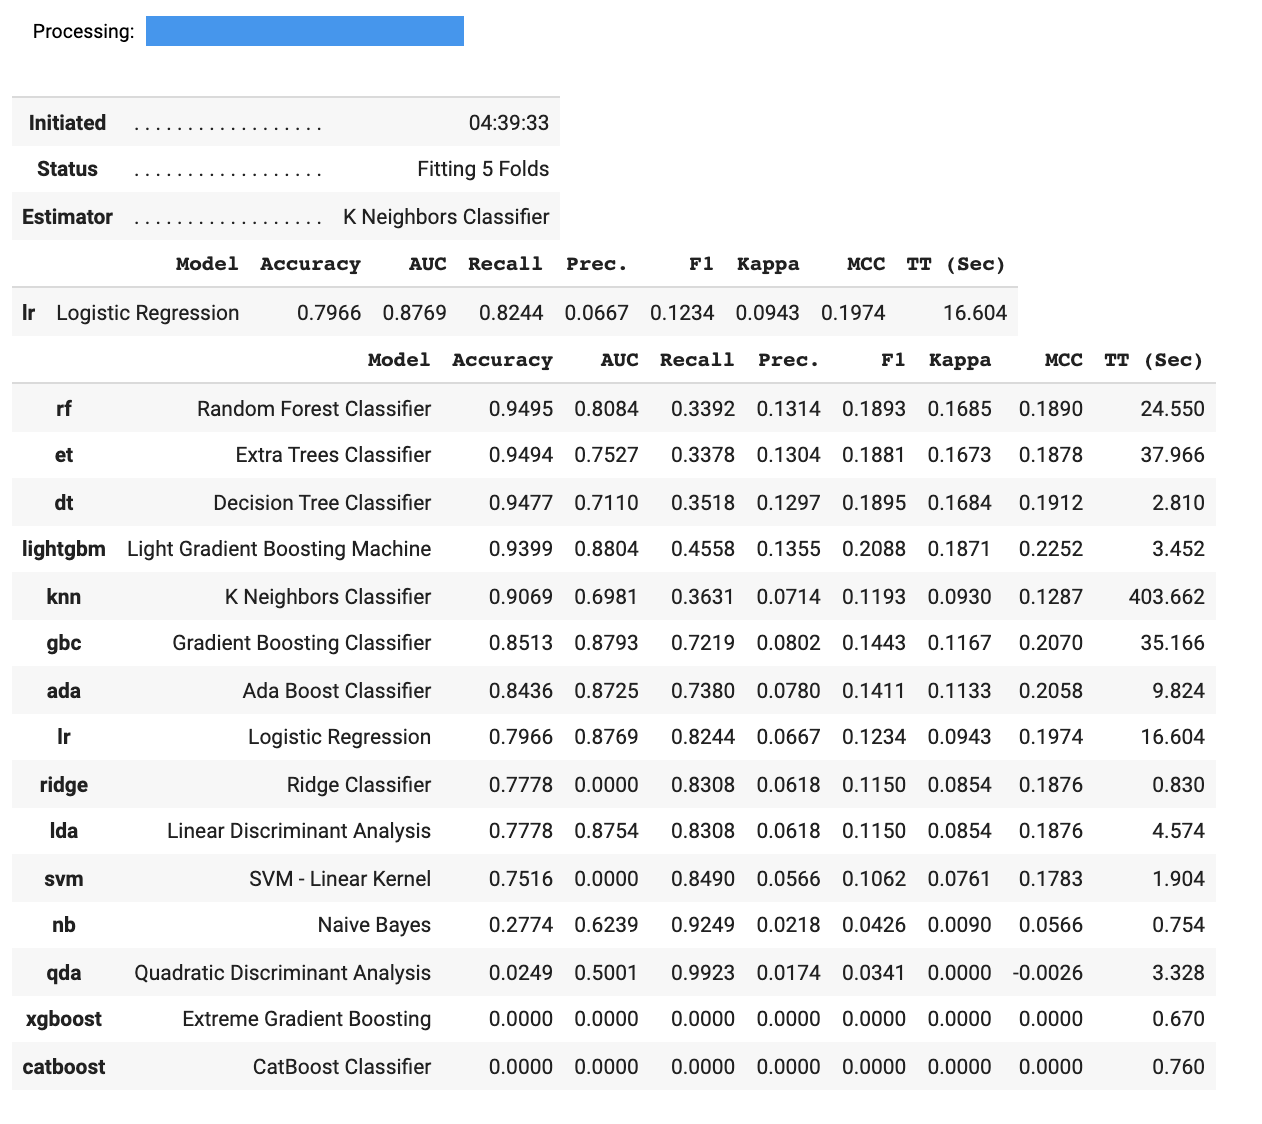 Processing:
Initiated . . . . . . . . . . . . . . . . . . 04:39:33
Status . . . . . . . . . . . . . . . . . . Fitting 5 Folds
Estimator . . . . . . . . . . . . . . . . . . K Neighbors Classifier
Model Accuracy AUC Recall Prec. F1 Kappa MCC TT (Sec)
lr Logistic Regression 0.7966 0.8769 0.8244 0.0667 0.1234 0.0943 0.1974 16.604
Model Accuracy AUC Recall Prec. F1 Kappa MCC TT (Sec)
rf Random Forest Classifier 0.9495 0.8084 0.3392 0.1314 0.1893 0.1685 0.1890 24.550
et Extra Trees Classifier 0.9494 0.7527 0.3378 0.1304 0.1881 0.1673 0.1878 37.966
dt Decision Tree Classifier 0.9477 0.7110 0.3518 0.1297 0.1895 0.1684 0.1912 2.810
lightgbm Light Gradient Boosting Machine 0.9399 0.8804 0.4558 0.1355 0.2088 0.1871 0.2252 3.452
knn K Neighbors Classifier 0.9069 0.6981 0.3631 0.0714 0.1193 0.0930 0.1287 403.662
gbc Gradient Boosting Classifier 0.8513 0.8793 0.7219 0.0802 0.1443 0.1167 0.2070 35.166
ada Ada Boost Classifier 0.8436 0.8725 0.7380 0.0780 0.1411 0.1133 0.2058 9.824
lr Logistic Regression 0.7966 0.8769 0.8244 0.0667 0.1234 0.0943 0.1974 16.604
ridge Ridge Classifier 0.7778 0.0000 0.8308 0.0618 0.1150 0.0854 0.1876 0.830
lda Linear Discriminant Analysis 0.7778 0.8754 0.8308 0.0618 0.1150 0.0854 0.1876 4.574
svm SVM - Linear Kernel 0.7516 0.0000 0.8490 0.0566 0.1062 0.0761 0.1783 1.904
nb Naive Bayes 0.2774 0.6239 0.9249 0.0218 0.0426 0.0090 0.0566 0.754
qda Quadratic Discriminant Analysis 0.0249 0.5001 0.9923 0.0174 0.0341 0.0000 -0.0026 3.328
xgboost Extreme Gradient Boosting 0.0000 0.0000 0.0000 0.0000 0.0000 0.0000 0.0000 0.670
catboost CatBoost Classifier 0.0000 0.0000 0.0000 0.0000 0.0000 0.0000 0.0000 0.760